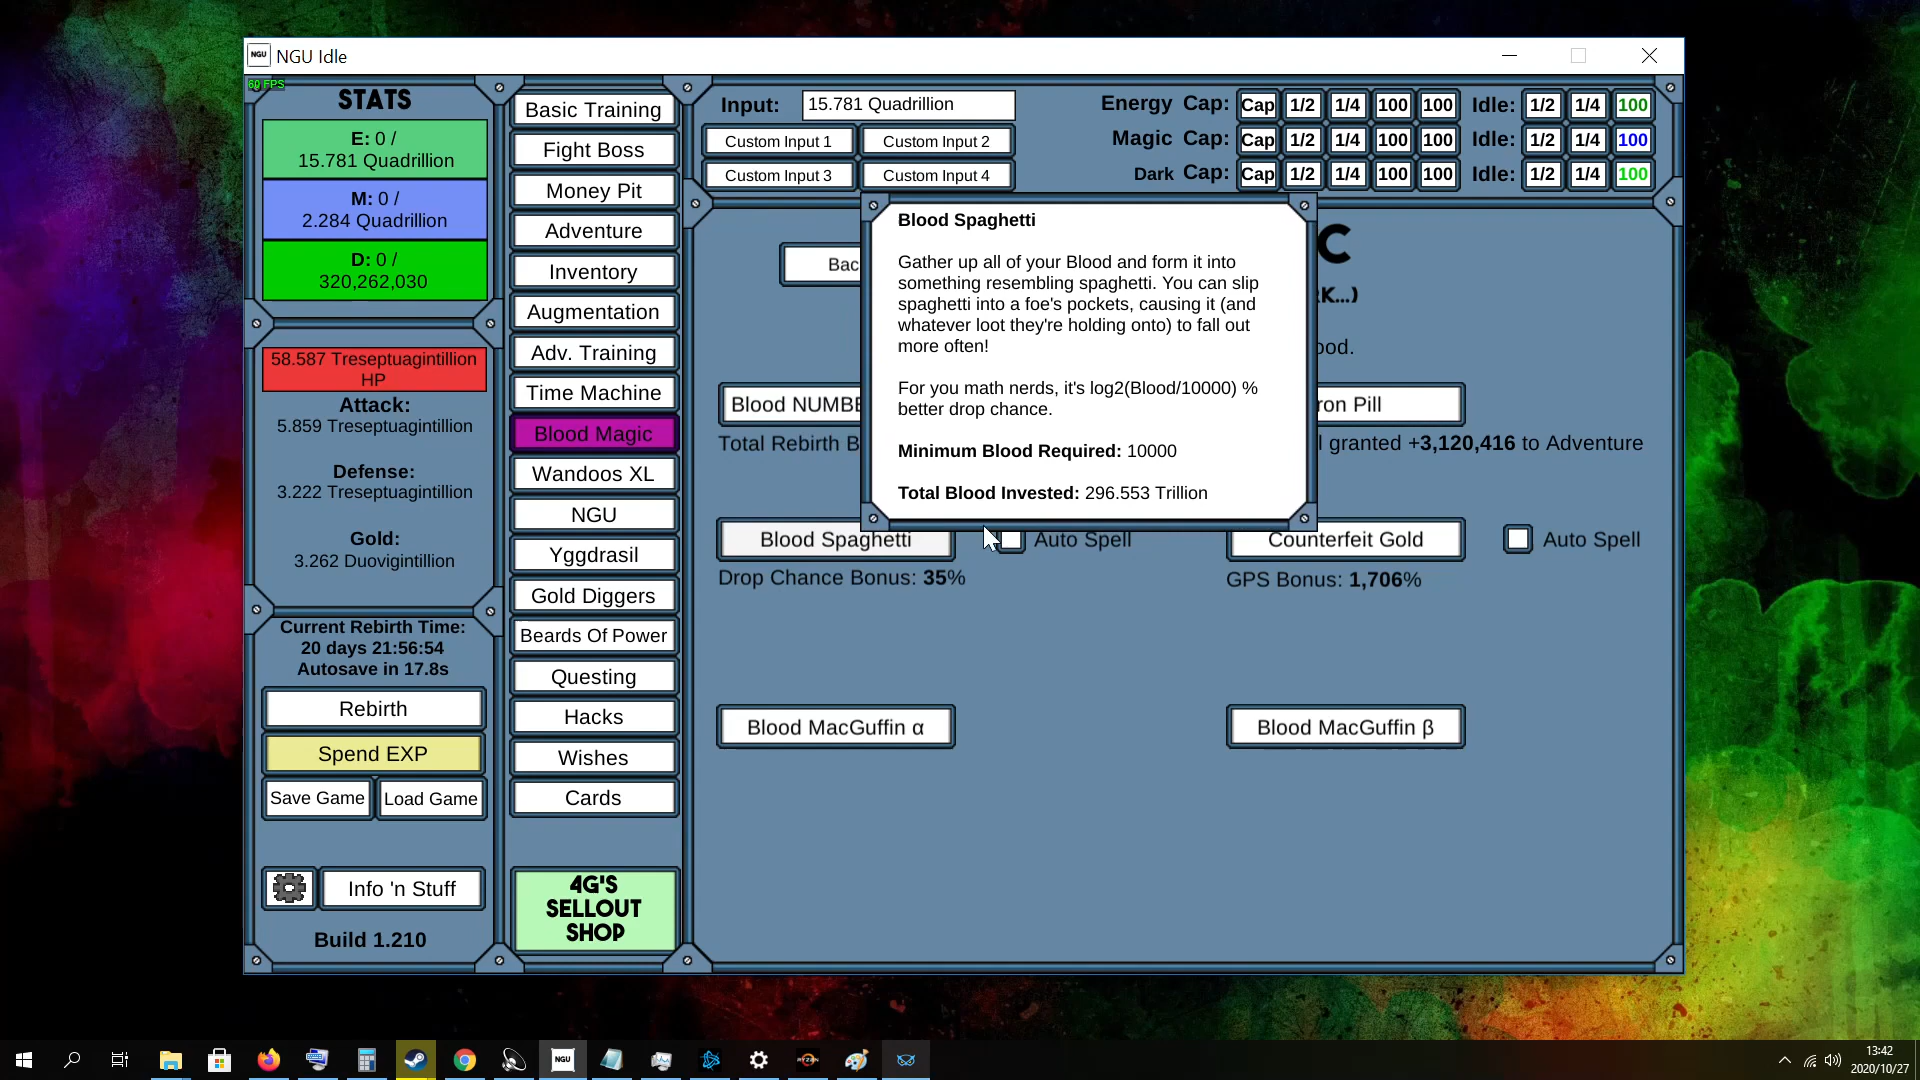 NGU NGU Idle
60 FPS
STATS
E: 0 /
15.781 Quadrillion
M: 0 /
2.284 Quadrillion
D: 0 /
320,262,030
58.587 Treseptuagintillion
HP
Attack:
5.859 Treseptuagintillion
Defense:
3.222 Treseptuagintillion
Gold:
3.262 Duovigintillion
Current Rebirth Time:
20 days 21:56:54
Autosave in 17.8s
Rebirth
Spend EXP
Save Game Load Game
Info 'n Stuff
Build 1.210
Basic Training
Fight Boss
Money Pit
Adventure
Inventory
Augmentation
Adv. Training
Time Machine
Blood Magic
Wandoos XL
NGU
Yggdrasil
Gold Diggers
Beards Of Power
Questing
Hacks
Wishes
Cards
4G'S
SELLOUT
SHOP
Input: 15.781 Quadrillion
Custom Input 1 Custom Input 2
Custom Input 3 Custom Input 4
Energy Cap: Cap 1/2 1/4 100 100 Idle: 1/2 1/4 100
Magic Cap: Cap 1/2 1/4 100 100 Idle: 1/2 1/4 100
Dark Cap: Cap 1/2 1/4 100 100 Idle: 1/2 1/4 100
Bac
C
K...)
ood.
Blood Spaghetti
Gather up all of your Blood and form it into
something resembling spaghetti. You can slip
spaghetti into a foe's pockets, causing it (and
whatever loot they're holding onto) to fall out
more often!
For you math nerds, it's log2(Blood/10000) %
better drop chance.
Minimum Blood Required: 10000
Total Blood Invested: 296.553 Trillion
Blood NUMBE
Total Rebirth B
ron Pill
l granted +3,120,416 to Adventure
Blood Spaghetti Auto Spell
Drop Chance Bonus: 35%
Counterfeit Gold Auto Spell
GPS Bonus: 1,706%
Blood MacGuffin α
Blood MacGuffin β
NGU
RYZEN
13:42
2020/10/27